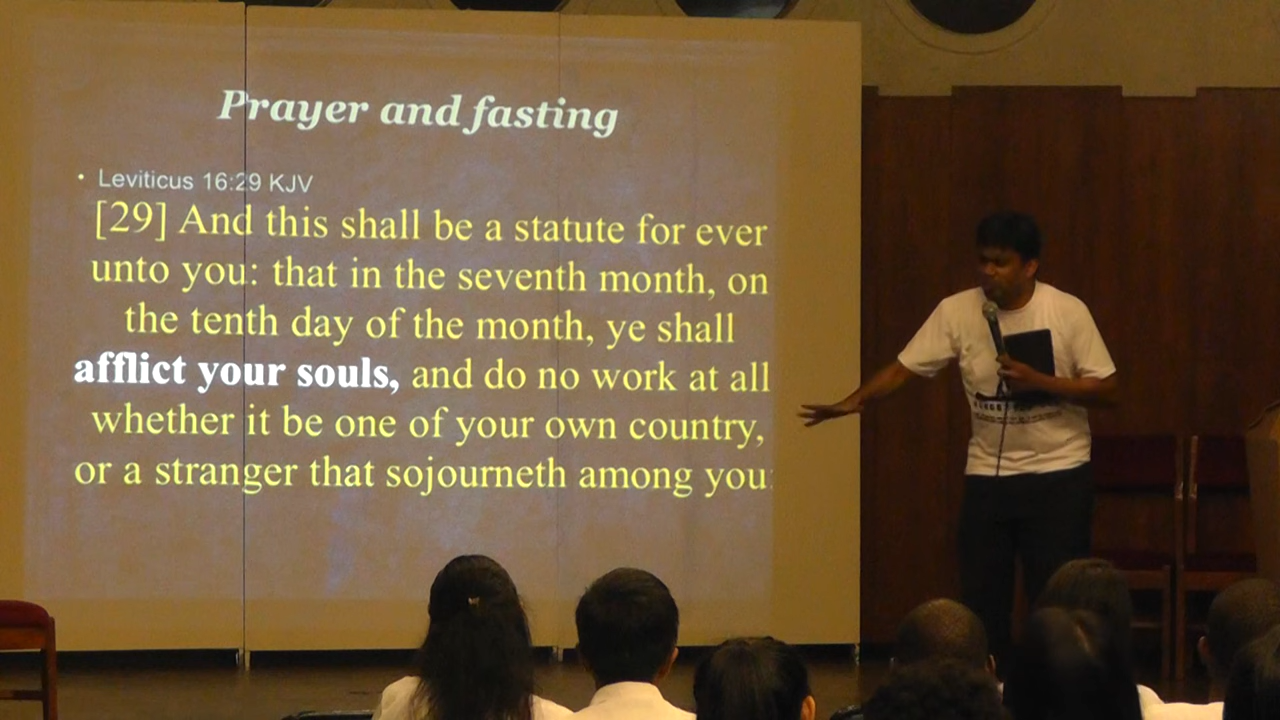 Prayer and fasting
• Leviticus 16:29 KJV
[29] And this shall be a statute for ever
unto you: that in the seventh month, on
the tenth day of the month, ye shall
afflict your souls, and do no work at all
whether it be one of your own country,
or a stranger that sojourneth among you: